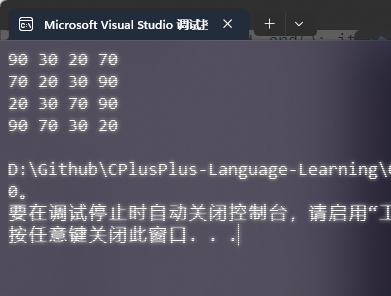 Microsoft Visual Studio 调试控
90 30 20 70
70 20 30 90
20 30 70 90
90 70 30 20
D:\Github\CPlusPlus-Language-Learning\
0。
要在调试停止时自动关闭控制台，请启用“工
按任意键关闭此窗口. . .